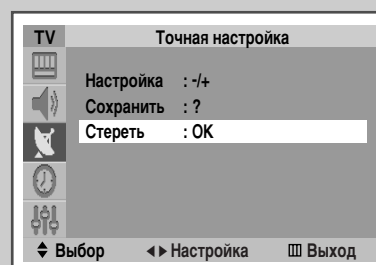 TV Точная настройка
Настройка : -/+
Сохранить : ?
Стереть : OK
Выбор Настройка Выход